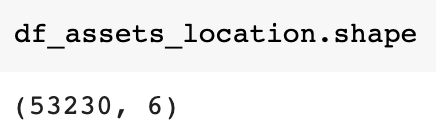 df_assets_location.shape
(53230, 6)